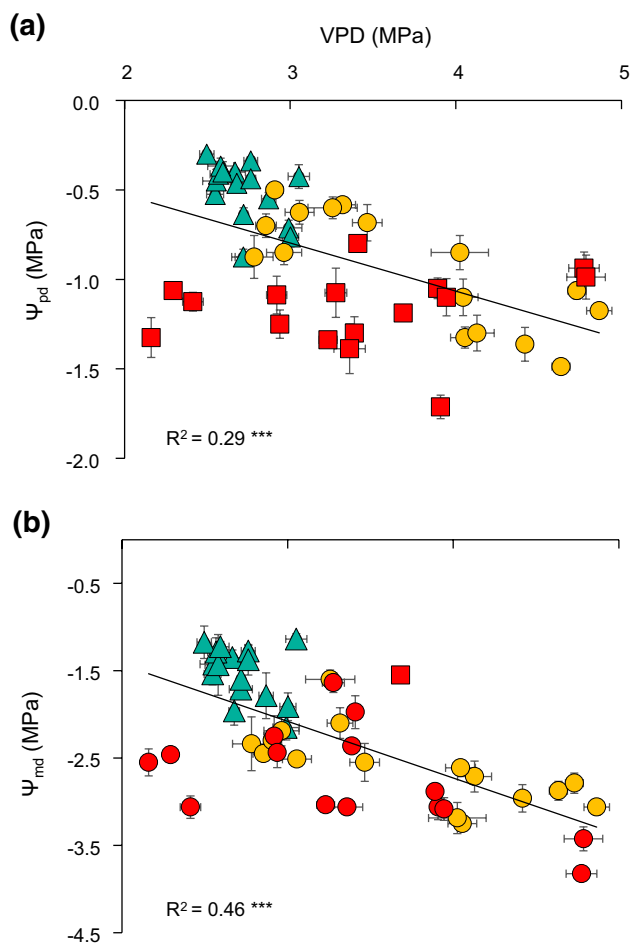 (a)
VPD (MPa)
2 3 4 5
0.0
-0.5
-1.0
-1.5
-2.0
Ψpd (MPa)
R² = 0.29 ***
(b)
-0.5
-1.5
-2.5
-3.5
-4.5
Ψmd (MPa)
R² = 0.46 ***